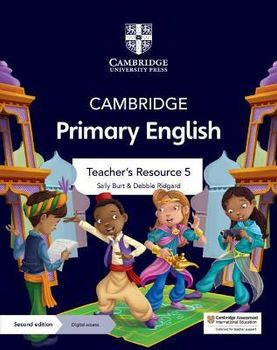 CAMBRIDGE
UNIVERSITY PRESS
CAMBRIDGE
Primary English
Teacher's Resource 5
Sally Burt & Debbie Ridgard
Second edition
Digital access
Cambridge Assessment
International Education
Endorsed for teacher support